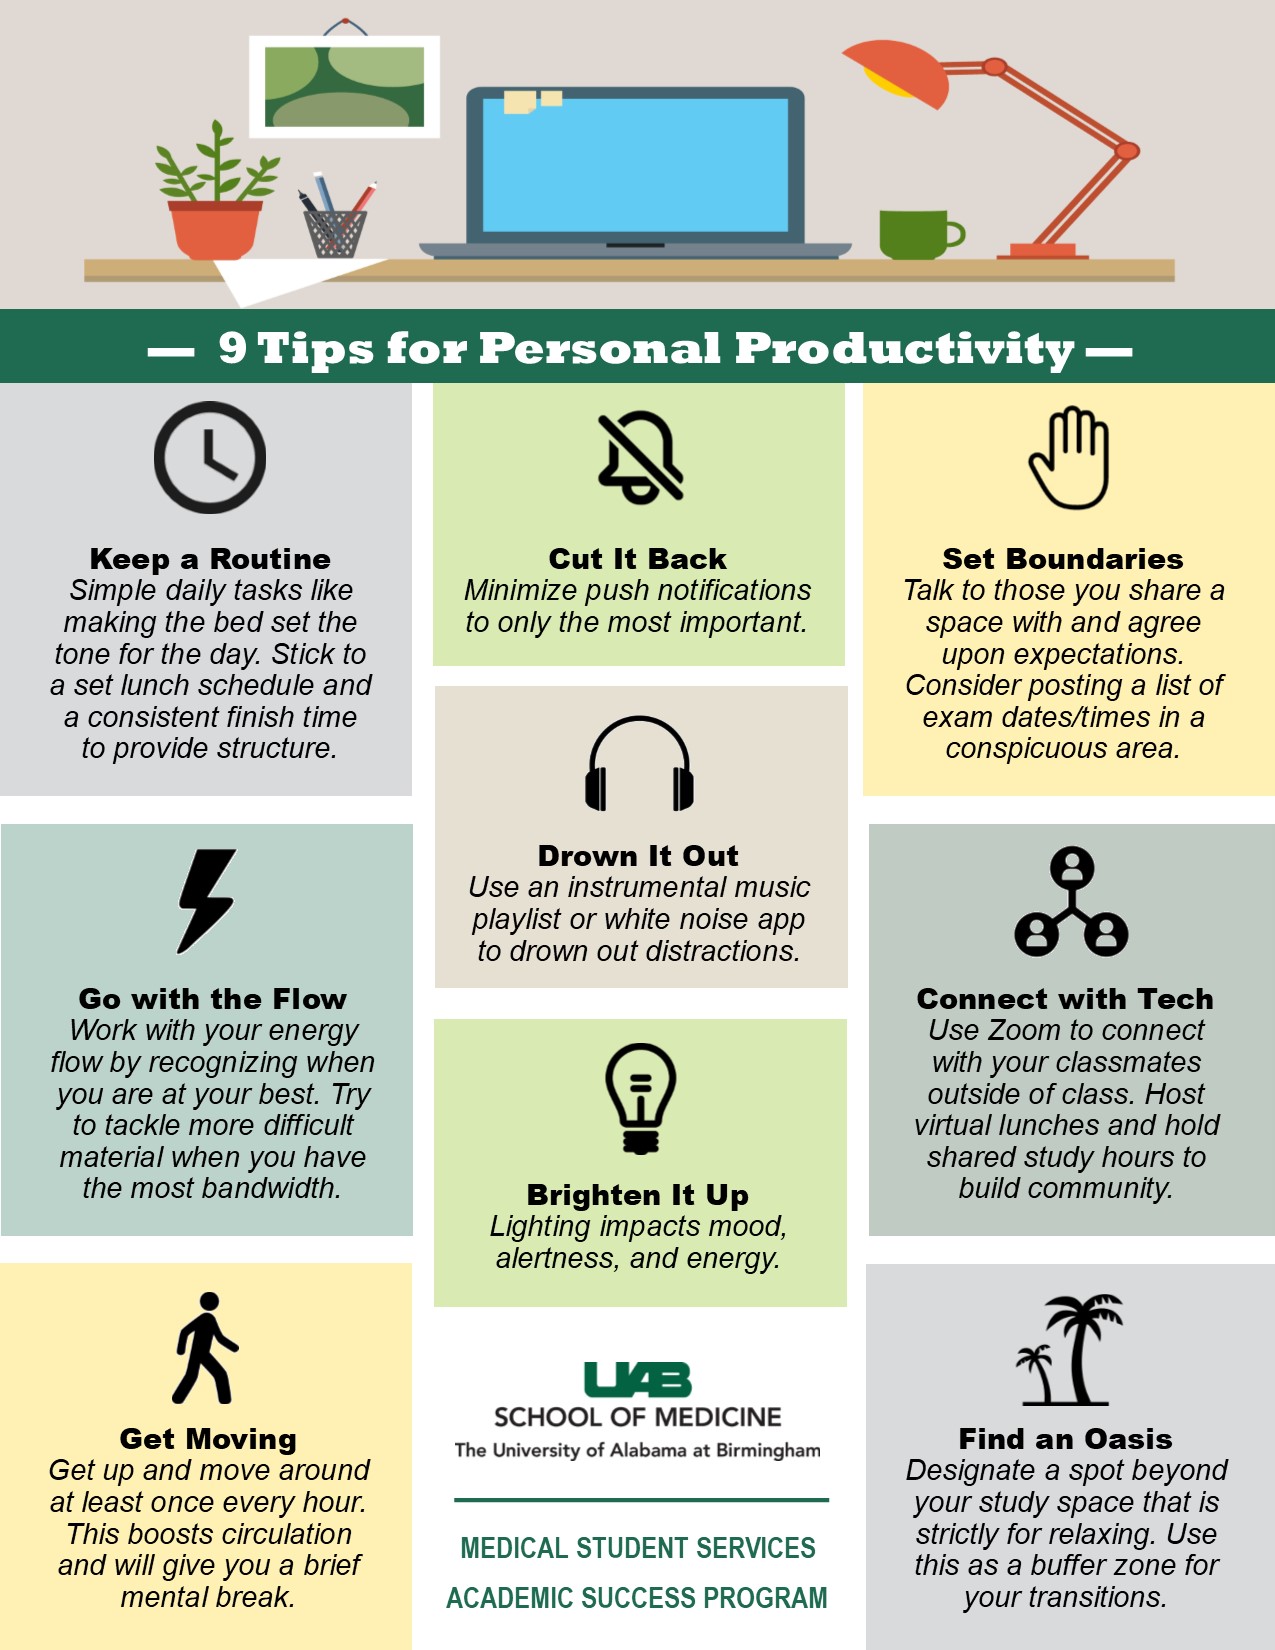 — 9 Tips for Personal Productivity —
Keep a Routine
Simple daily tasks like
making the bed set the
tone for the day. Stick to
a set lunch schedule and
a consistent finish time
to provide structure.
Cut It Back
Minimize push notifications
to only the most important.
Set Boundaries
Talk to those you share a
space with and agree
upon expectations.
Consider posting a list of
exam dates/times in a
conspicuous area.
Drown It Out
Use an instrumental music
playlist or white noise app
to drown out distractions.
Go with the Flow
Work with your energy
flow by recognizing when
you are at your best. Try
to tackle more difficult
material when you have
the most bandwidth.
Connect with Tech
Use Zoom to connect
with your classmates
outside of class. Host
virtual lunches and hold
shared study hours to
build community.
Brighten It Up
Lighting impacts mood,
alertness, and energy.
Get Moving
Get up and move around
at least once every hour.
This boosts circulation
and will give you a brief
mental break.
Find an Oasis
Designate a spot beyond
your study space that is
strictly for relaxing. Use
this as a buffer zone for
your transitions.
UAB
SCHOOL OF MEDICINE
The University of Alabama at Birmingham
MEDICAL STUDENT SERVICES
ACADEMIC SUCCESS PROGRAM